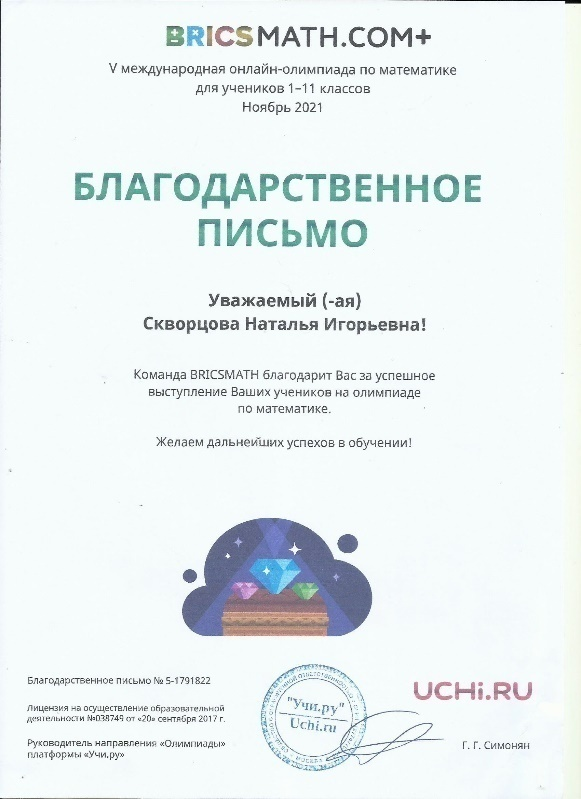 BRICSMATH.COM+
V международная онлайн-олимпиада по математике
для учеников 1–11 классов
Ноябрь 2021
БЛАГОДАРСТВЕННОЕ
ПИСЬМО
Уважаемый (-ая)
Скворцова Наталья Игорьевна!
Команда BRICSMATH благодарит Вас за успешное
выступление Ваших учеников на олимпиаде
по математике.
Желаем дальнейших успехов в обучении!
Благодарственное письмо № 5-1791822
Лицензия на осуществление образовательной
деятельности №038749 от «20» сентября 2017 г.
Руководитель направления «Олимпиады»
платформы «Учи.ру»
"Учи.ру"
Uchi.ru
МОСКВА
UCHi.RU
Г. Г. Симонян